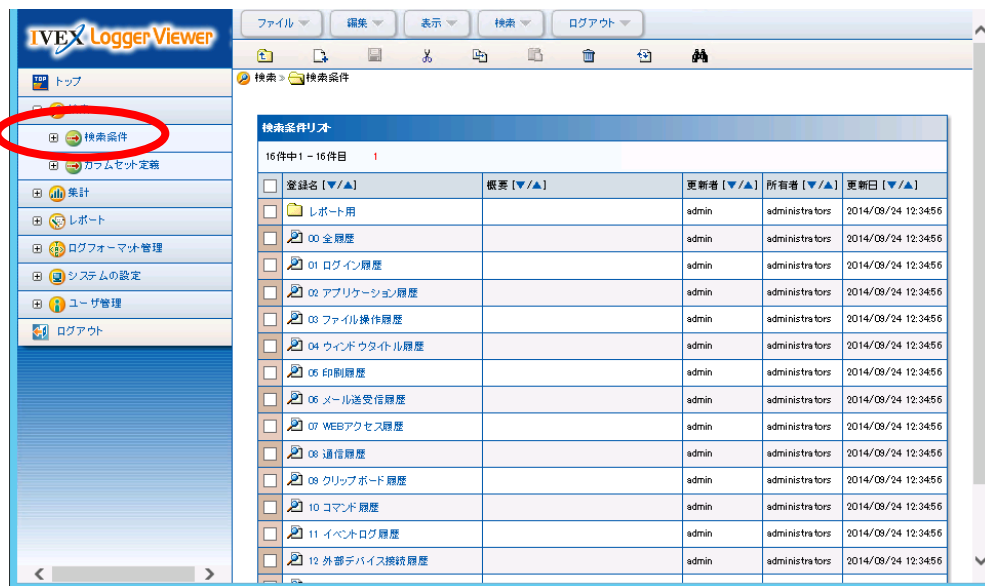 IVEX Logger Viewer
ファイル 編集 表示 検索 ログアウト
検索 » 検索条件
TOP トップ
検索条件
カラムセット定義
集計
レポート
ログフォーマット管理
システムの設定
ユーザ管理
ログアウト
検索条件リスト
16件中1 - 16件目 1
登録名 [▼/▲] 概要 [▼/▲] 更新者 [▼/▲] 所有者 [▼/▲] 更新日 [▼/▲]
レポート用 admin administrators 2014/09/24 12:34:56
00 全履歴 admin administrators 2014/09/24 12:34:56
01 ログイン履歴 admin administrators 2014/09/24 12:34:56
02 アプリケーション履歴 admin administrators 2014/09/24 12:34:56
03 ファイル操作履歴 admin administrators 2014/09/24 12:34:56
04 ウィンドウタイトル履歴 admin administrators 2014/09/24 12:34:56
05 印刷履歴 admin administrators 2014/09/24 12:34:56
06 メール送受信履歴 admin administrators 2014/09/24 12:34:56
07 WEBアクセス履歴 admin administrators 2014/09/24 12:34:56
08 通信履歴 admin administrators 2014/09/24 12:34:56
09 クリップボード履歴 admin administrators 2014/09/24 12:34:56
10 コマンド履歴 admin administrators 2014/09/24 12:34:56
11 イベントログ履歴 admin administrators 2014/09/24 12:34:56
12 外部デバイス接続履歴 admin administrators 2014/09/24 12:34:56